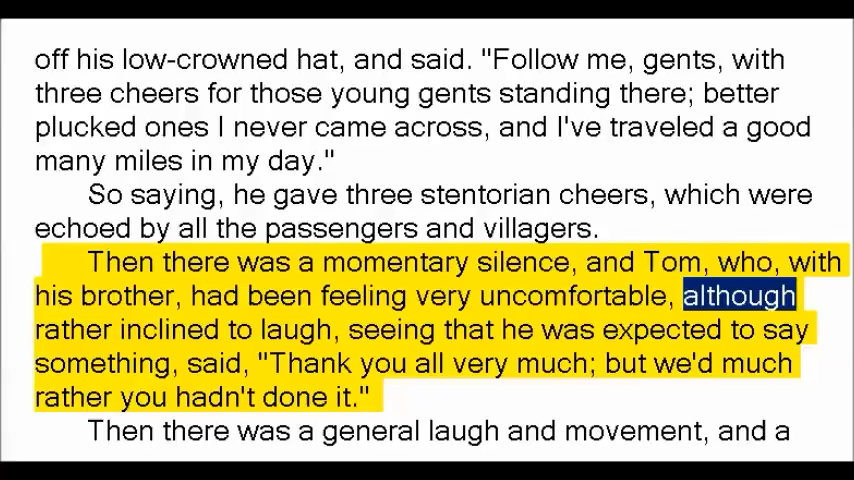 off his low-crowned hat, and said. "Follow me, gents, with
three cheers for those young gents standing there; better
plucked ones I never came across, and I've traveled a good
many miles in my day."
So saying, he gave three stentorian cheers, which were
echoed by all the passengers and villagers.
Then there was a momentary silence, and Tom, who, with
his brother, had been feeling very uncomfortable, although
rather inclined to laugh, seeing that he was expected to say
something, said, "Thank you all very much; but we'd much
rather you hadn't done it."
Then there was a general laugh and movement, and a